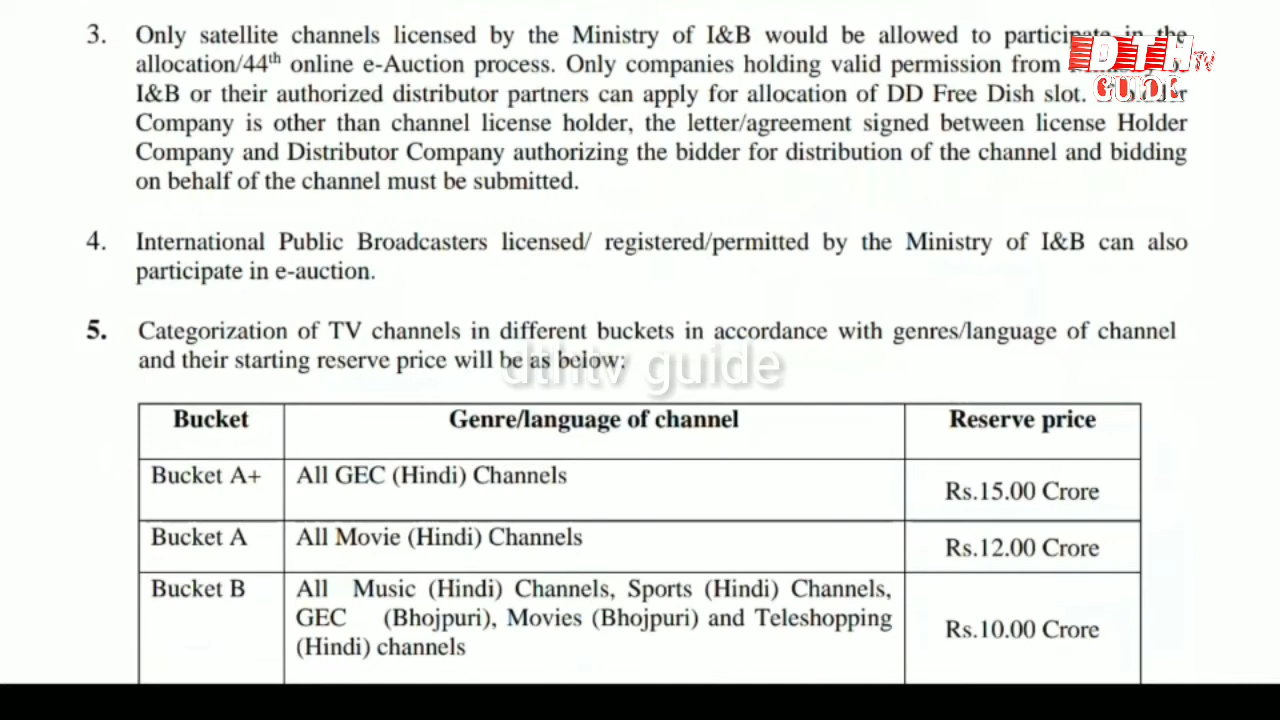 3. Only satellite channels licensed by the Ministry of I&B would be allowed to participate in the
allocation/44th online e-Auction process. Only companies holding valid permission from
I&B or their authorized distributor partners can apply for allocation of DD Free Dish slot.
Company is other than channel license holder, the letter/agreement signed between license Holder
Company and Distributor Company authorizing the bidder for distribution of the channel and bidding
on behalf of the channel must be submitted.
4. International Public Broadcasters licensed/ registered/permitted by the Ministry of I&B can also
participate in e-auction.
5. Categorization of TV channels in different buckets in accordance with genres/language of channel
and their starting reserve price will be as below:
dthtv guide
Bucket Genre/language of channel Reserve price
Bucket A+ All GEC (Hindi) Channels Rs.15.00 Crore
Bucket A All Movie (Hindi) Channels Rs.12.00 Crore
Bucket B All Music (Hindi) Channels, Sports (Hindi) Channels,
GEC (Bhojpuri), Movies (Bhojpuri) and Teleshopping Rs.10.00 Crore
(Hindi) channels
DTH TV
GUIDE